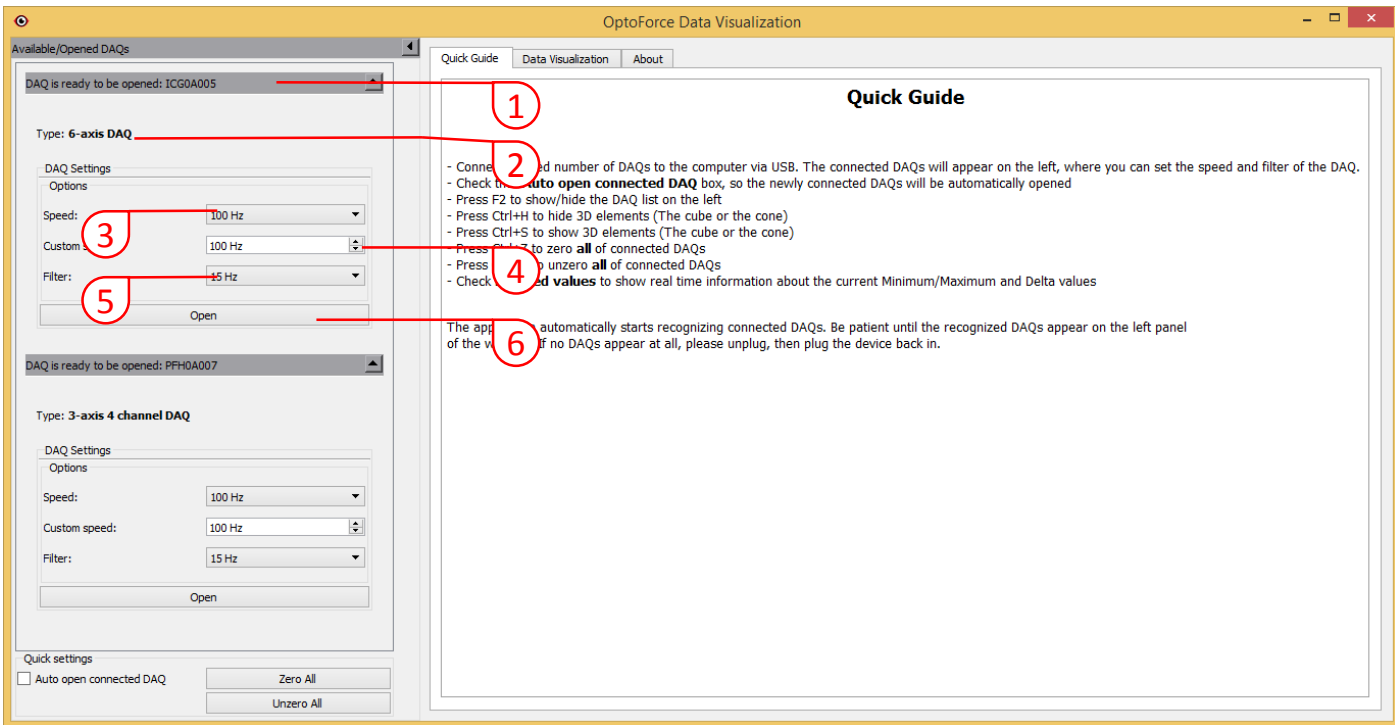 OptoForce Data Visualization
Available/Opened DAQs
DAQ is ready to be opened: ICG0A005
Type: 6-axis DAQ
DAQ Settings
Options
Speed: 100 Hz
Custom s 100 Hz
Filter: 15 Hz
Open
DAQ is ready to be opened: PFH0A007
Type: 3-axis 4 channel DAQ
DAQ Settings
Options
Speed: 100 Hz
Custom speed: 100 Hz
Filter: 15 Hz
Open
Quick settings
Auto open connected DAQ Zero All
Unzero All
1
2
3
4
5
6
Quick Guide Data Visualization About
Quick Guide
- Conne ed number of DAQs to the computer via USB. The connected DAQs will appear on the left, where you can set the speed and filter of the DAQ.
- Check th uto open connected DAQ box, so the newly connected DAQs will be automatically opened
- Press F2 to show/hide the DAQ list on the left
- Press Ctrl+H to hide 3D elements (The cube or the cone)
- Press Ctrl+S to show 3D elements (The cube or the cone)
- Press Ctrl+Z to zero all of connected DAQs
- Press o unzero all of connected DAQs
- Check ed values to show real time information about the current Minimum/Maximum and Delta values
The app automatically starts recognizing connected DAQs. Be patient until the recognized DAQs appear on the left panel
of the w If no DAQs appear at all, please unplug, then plug the device back in.